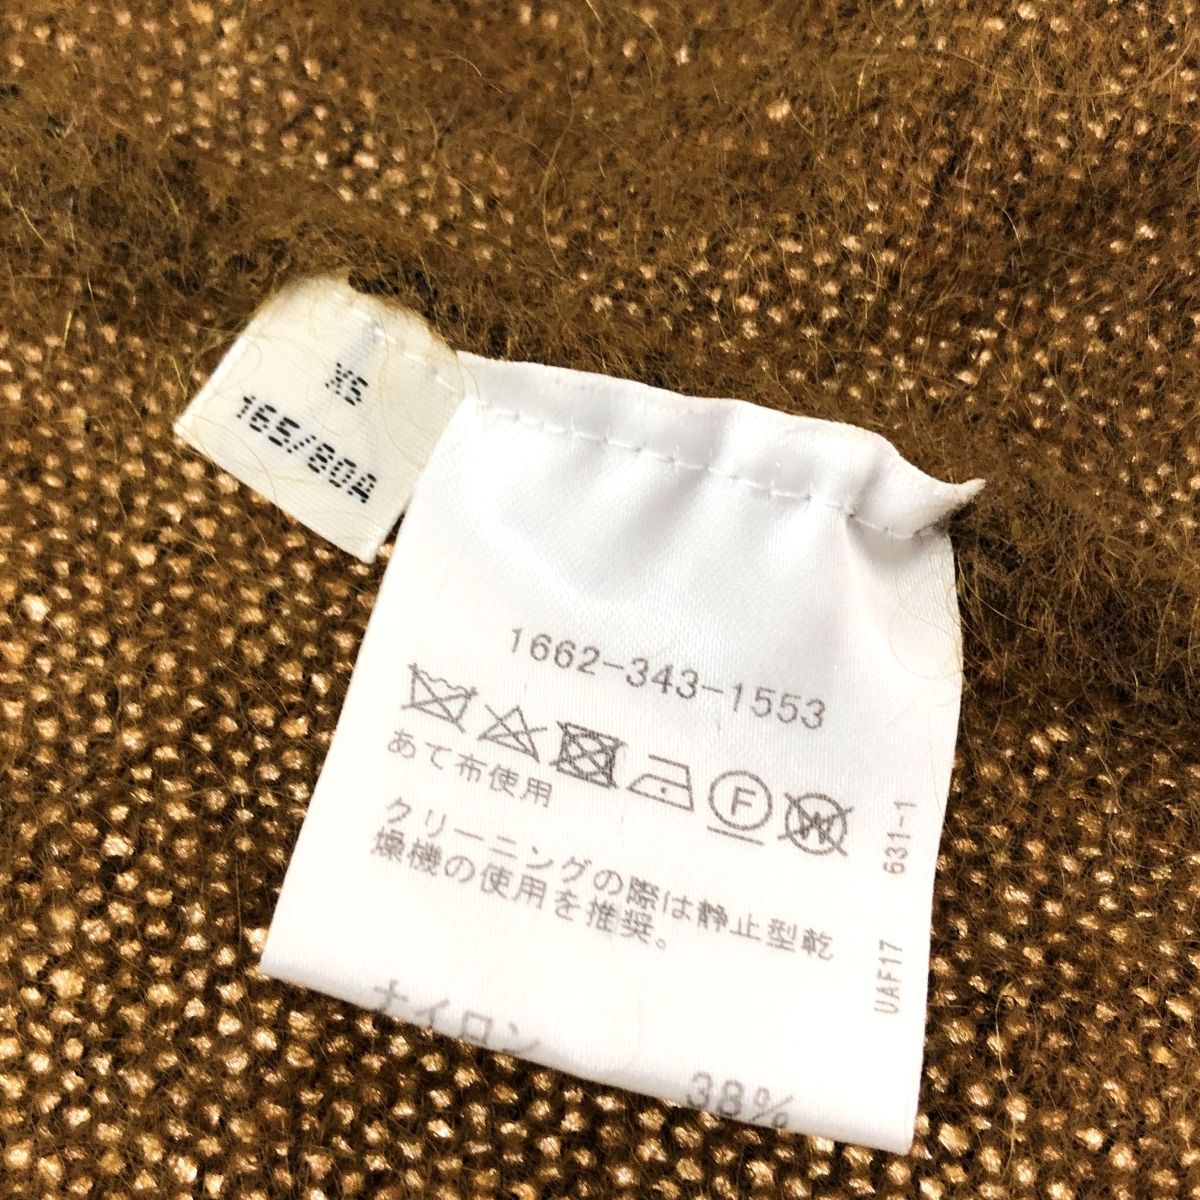 XS
165/80A
1662-343-1553
F
W
あて布使用
クリーニングの際は静止型乾
燥機の使用を推奨。
ナイロン
38%
631-1
UAF17